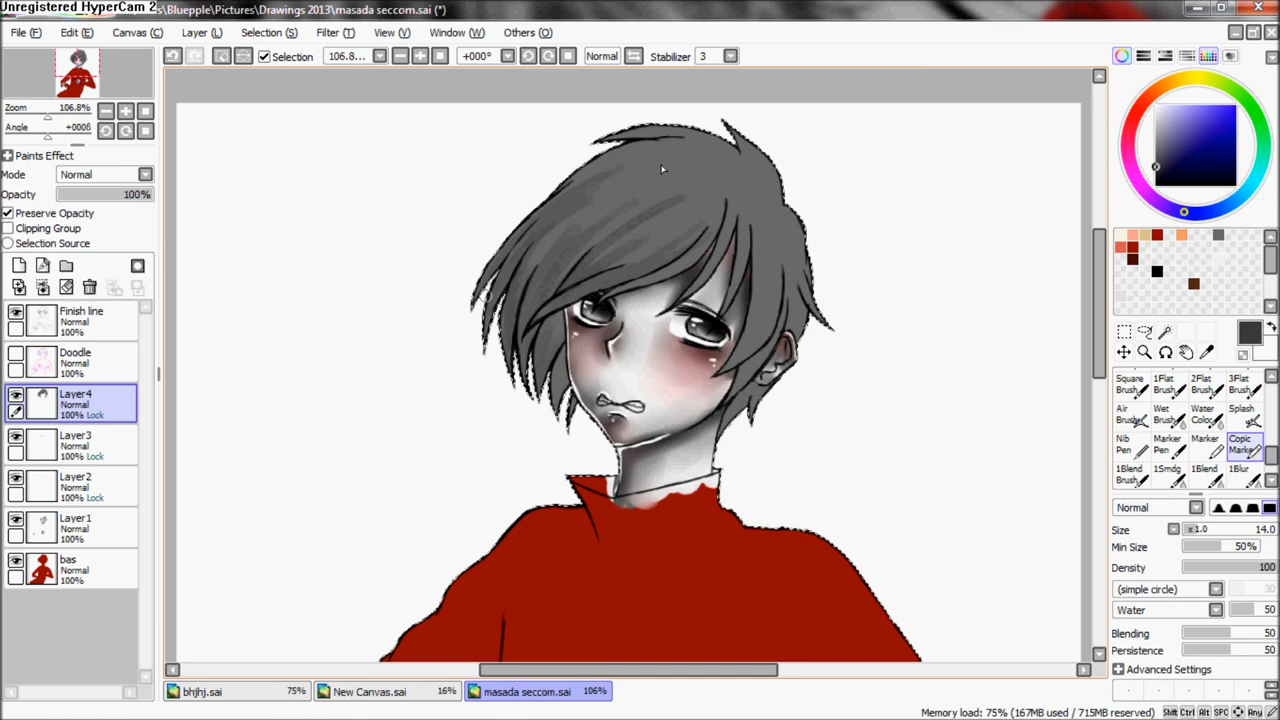 Unregistered HyperCam 2
\Bluepple\Pictures\Drawings 2013\masada seccom.sai (*)
File (F) Edit (E) Canvas (C) Layer (L) Selection (S) Filter (T) View (V) Window (W) Others (O)
Selection 106.8... +000° Normal Stabilizer 3
Zoom 106.8%
Angle +000ß
Paints Effect
Mode Normal
Opacity 100%
Preserve Opacity
Clipping Group
Selection Source
Finish line
Normal
100%
Doodle
Normal
100%
Layer4
Normal
100% Lock
Layer3
Normal
100% Lock
Layer2
Normal
100% Lock
Layer1
Normal
100%
bas
Normal
100%
Square Brush 1Flat Brush 2Flat Brush 3Flat Brush
Air Brush Wet Brush Water Color Splash
Nib Pen Marker Pen Marker Copic Marke
1Blend Brush 1Smdg 1Blend 1Blur
Normal
Size x1.0 14.0
Min Size 50%
Density 100
(simple circle) 30
Water 50
Blending 50
Persistence 50
Advanced Settings
bhjhj.sai 75% New Canvas.sai 16% masada seccom.sai 106%
Memory load: 75% (167MB used / 715MB reserved) Shift Ctrl Alt SPC Any